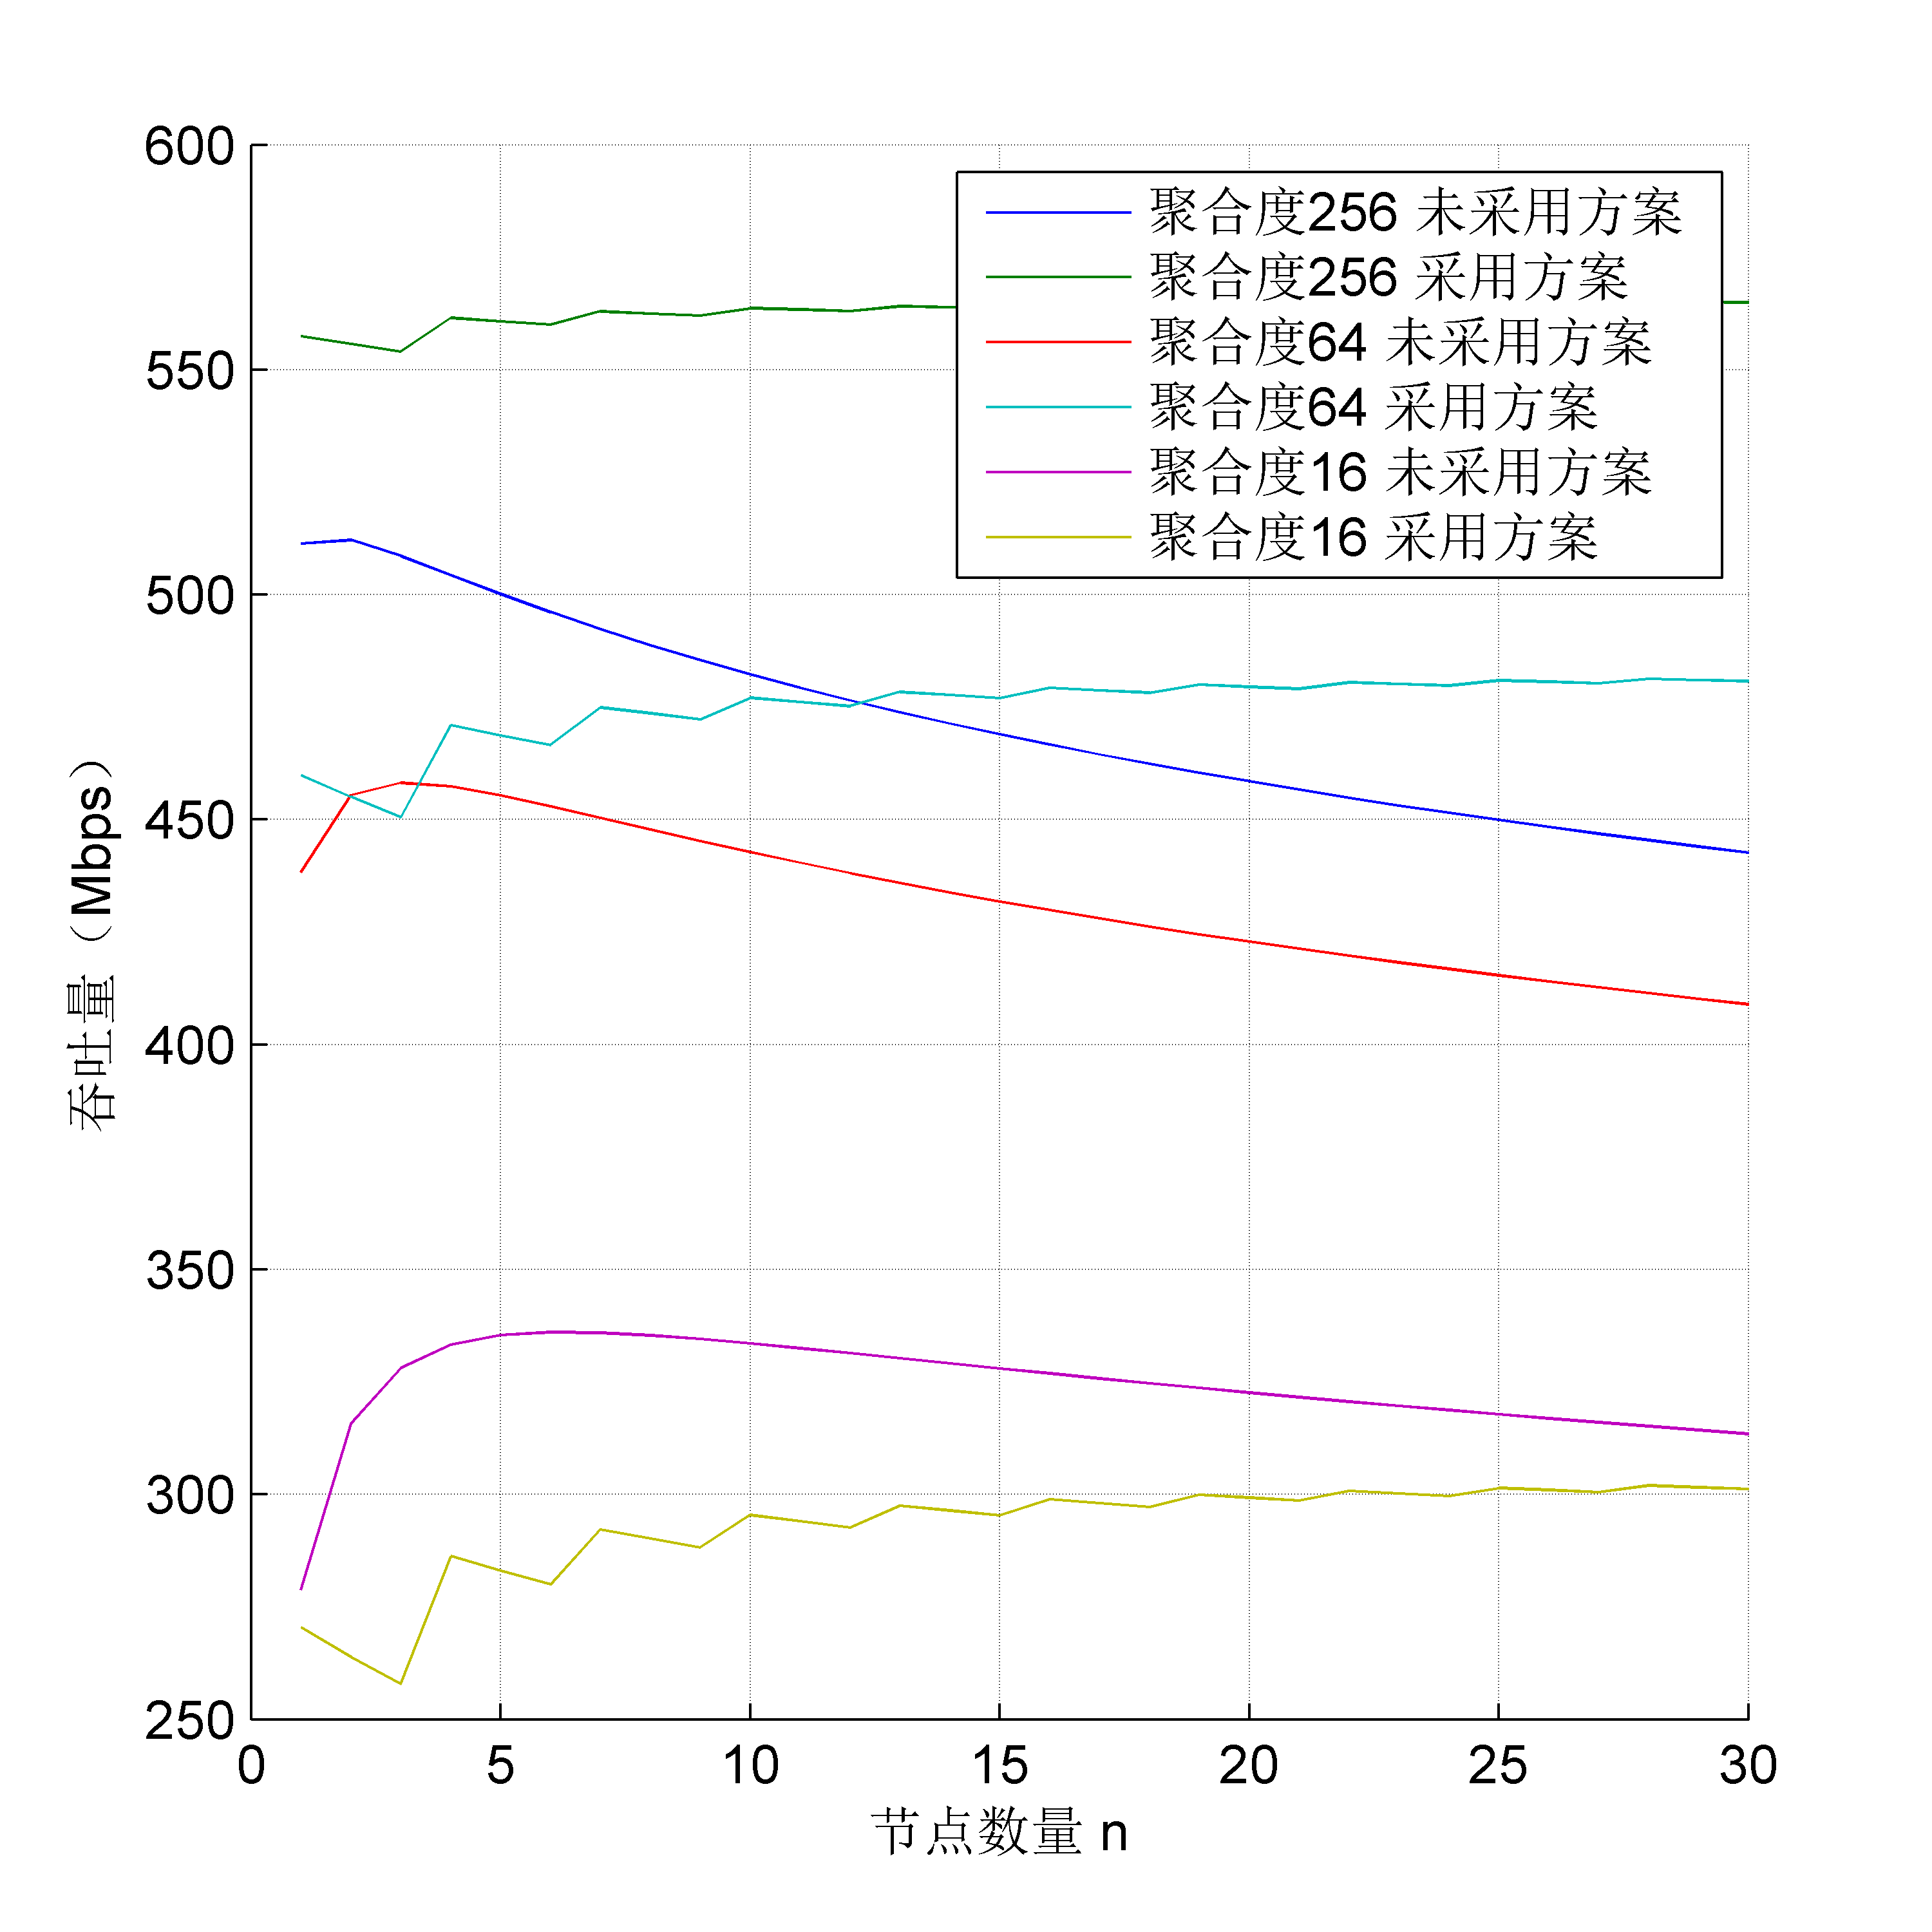 600
550
500
450
400
350
300
250
吞吐量（Mbps）
聚合度256 未采用方案
聚合度256 采用方案
聚合度64 未采用方案
聚合度64 采用方案
聚合度16 未采用方案
聚合度16 采用方案
0 5 10 15 20 25 30
节点数量 n